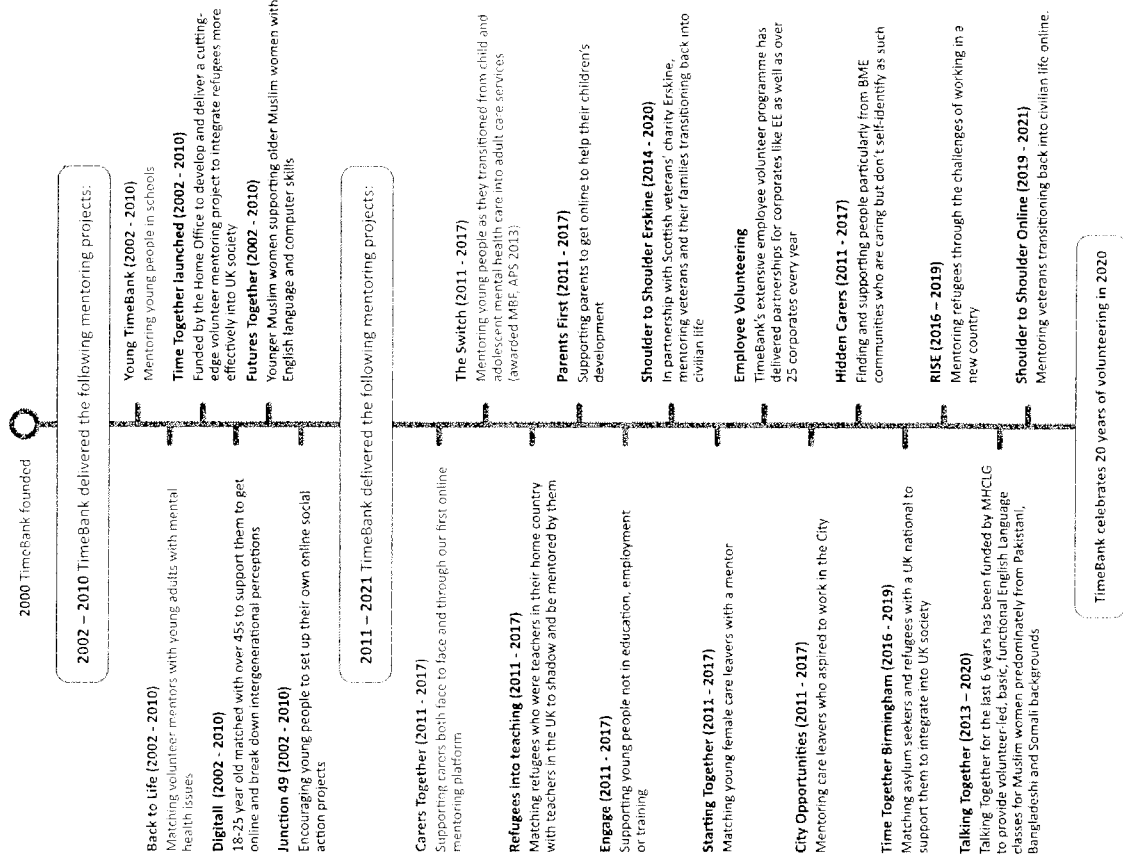 2000 TimeBank founded
2002 – 2010 TimeBank delivered the following mentoring projects:
Young TimeBank (2002 - 2010)
Mentoring young people in schools
Back to Life (2002 - 2010)
Matching volunteer mentors with young adults with mental
health issues
Time Together launched (2002 - 2010)
Funded by the Home Office to develop and deliver a cutting-
edge volunteer mentoring project to integrate refugees more
effectively into UK society
Digitall (2002 - 2010)
18-25 year old matched with over 45s to support them to get
online and break down intergenerational perceptions
Futures Together (2002 - 2010)
Younger Muslim women supporting older Muslim women with
English language and computer skills
Junction 49 (2002 - 2010)
Encouraging young people to set up their own online social
action projects
2011 – 2021 TimeBank delivered the following mentoring projects:
Carers Together (2011 - 2017)
Supporting carers both face to face and through our first online
mentoring platform
The Switch (2011 - 2017)
Mentoring young people as they transitioned from child and
adolescent mental health care into adult care services
(awarded MBF, APS 2013)
Refugees into teaching (2011 - 2017)
Matching refugees who were teachers in their home country
with teachers in the UK to shadow and be mentored by them
Parents First (2011 - 2017)
Supporting parents to get online to help their children's
development
Engage (2011 - 2017)
Supporting young people not in education, employment
or training
Shoulder to Shoulder Erskine (2014 - 2020)
In partnership with Scottish veterans' charity Erskine,
mentoring veterans and their families transitioning back into
civilian life
Starting Together (2011 - 2017)
Matching young female care leavers with a mentor
Employee Volunteering
TimeBank's extensive employee volunteer programme has
delivered partnerships for corporates like EE as well as over
25 corporates every year
City Opportunities (2011 - 2017)
Mentoring care leavers who aspired to work in the City
Hidden Carers (2011 - 2017)
Finding and supporting people particularly from BME
communities who are caring but don't self-identify as such
Time Together Birmingham (2016 - 2019)
Matching asylum seekers and refugees with a UK national to
support them to integrate into UK society
RISE (2016 – 2019)
Mentoring refugees through the challenges of working in a
new country
Talking Together (2013 – 2020)
Talking Together for the last 6 years has been funded by MHCLG
to provide volunteer-led, basic, functional English Language
classes for Muslim women predominately from Pakistani,
Bangladeshi and Somali backgrounds
Shoulder to Shoulder Online (2019 - 2021)
Mentoring veterans transitioning back into civilian life online.
TimeBank celebrates 20 years of volunteering in 2020